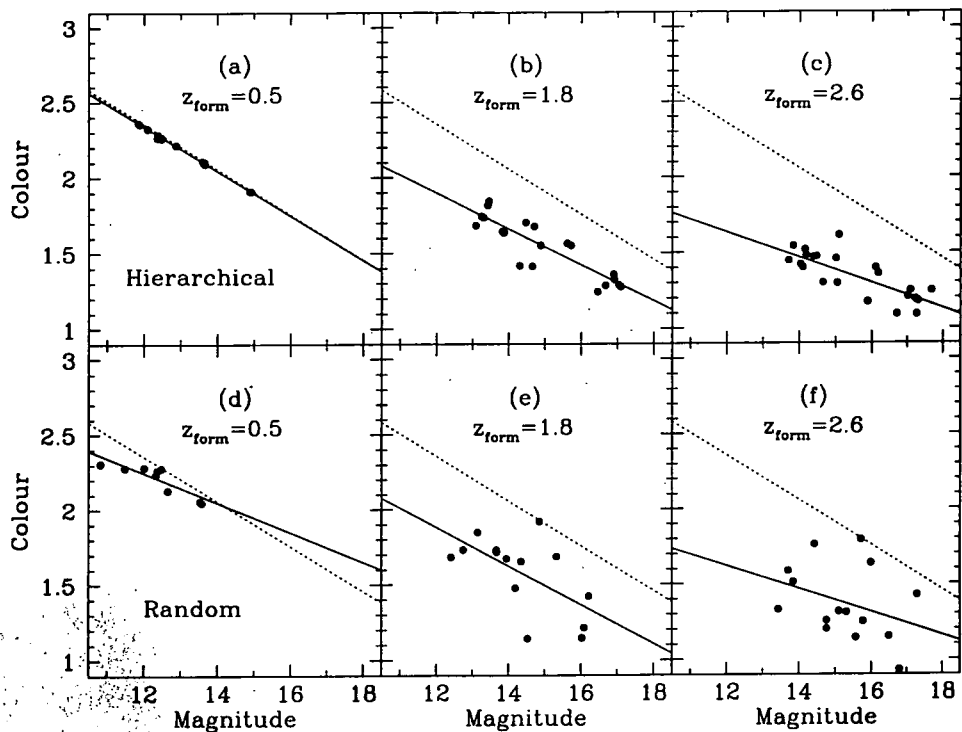 3
2.5
2
1.5
1
Colour
(a)
z_form=0.5
Hierarchical
(b)
z_form=1.8
(c)
z_form=2.6
3
2.5
2
1.5
1
Colour
(d)
z_form=0.5
Random
(e)
z_form=1.8
(f)
z_form=2.6
12 14 16 18
12 14 16 18
12 14 16 18
Magnitude
Magnitude
Magnitude